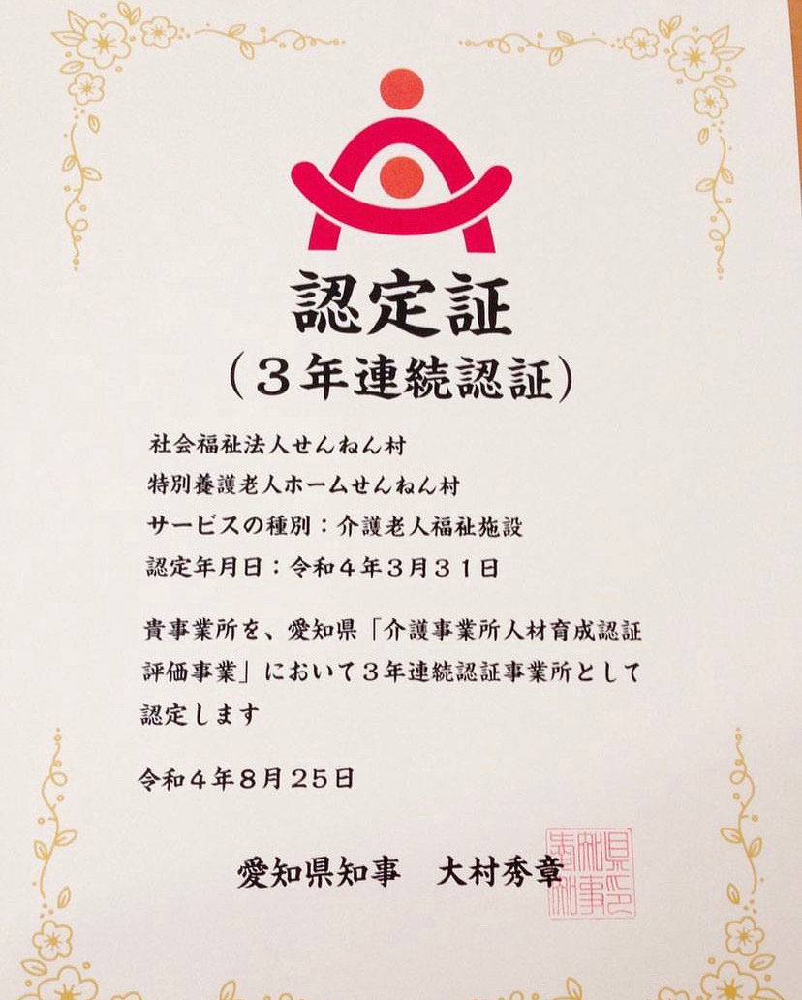 認定証
（３年連続認証）
社会福祉法人せんねん村
特別養護老人ホームせんねん村
サービスの種別：介護老人福祉施設
認定年月日：令和４年３月３１日
貴事業所を、愛知県「介護事業所人材育成認証
評価事業」において３年連続認証事業所として
認定します
令和４年８月２５日
愛知県知事　大村秀章